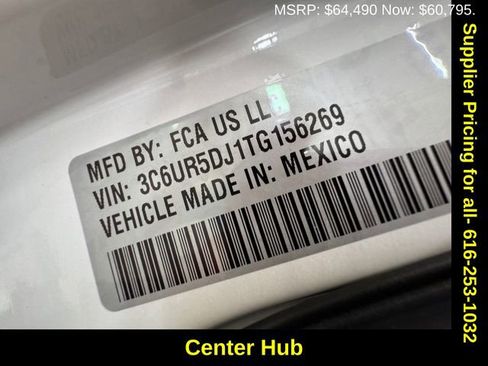 MSRP: $64,490 Now: $60,795.
MFD BY: FCA US LL
VIN: 3C6UR5DJ1TG156269
VEHICLE MADE IN: MEXICO
Supplier Pricing for all- 616-253-1032
Center Hub